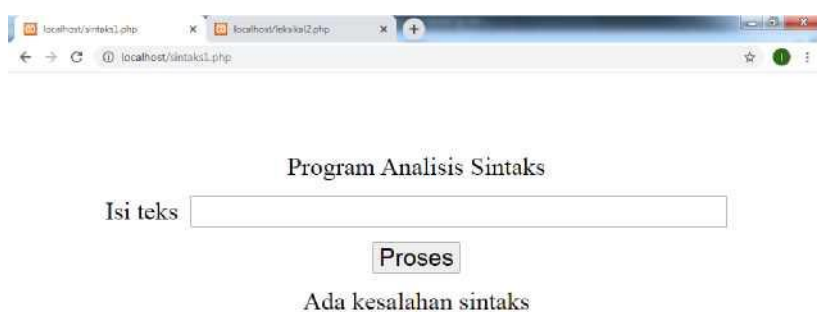 localhost/sintaks1.php
localhost/leksikal2.php
localhost/sintaks1.php
Program Analisis Sintaks
Isi teks
Proses
Ada kesalahan sintaks